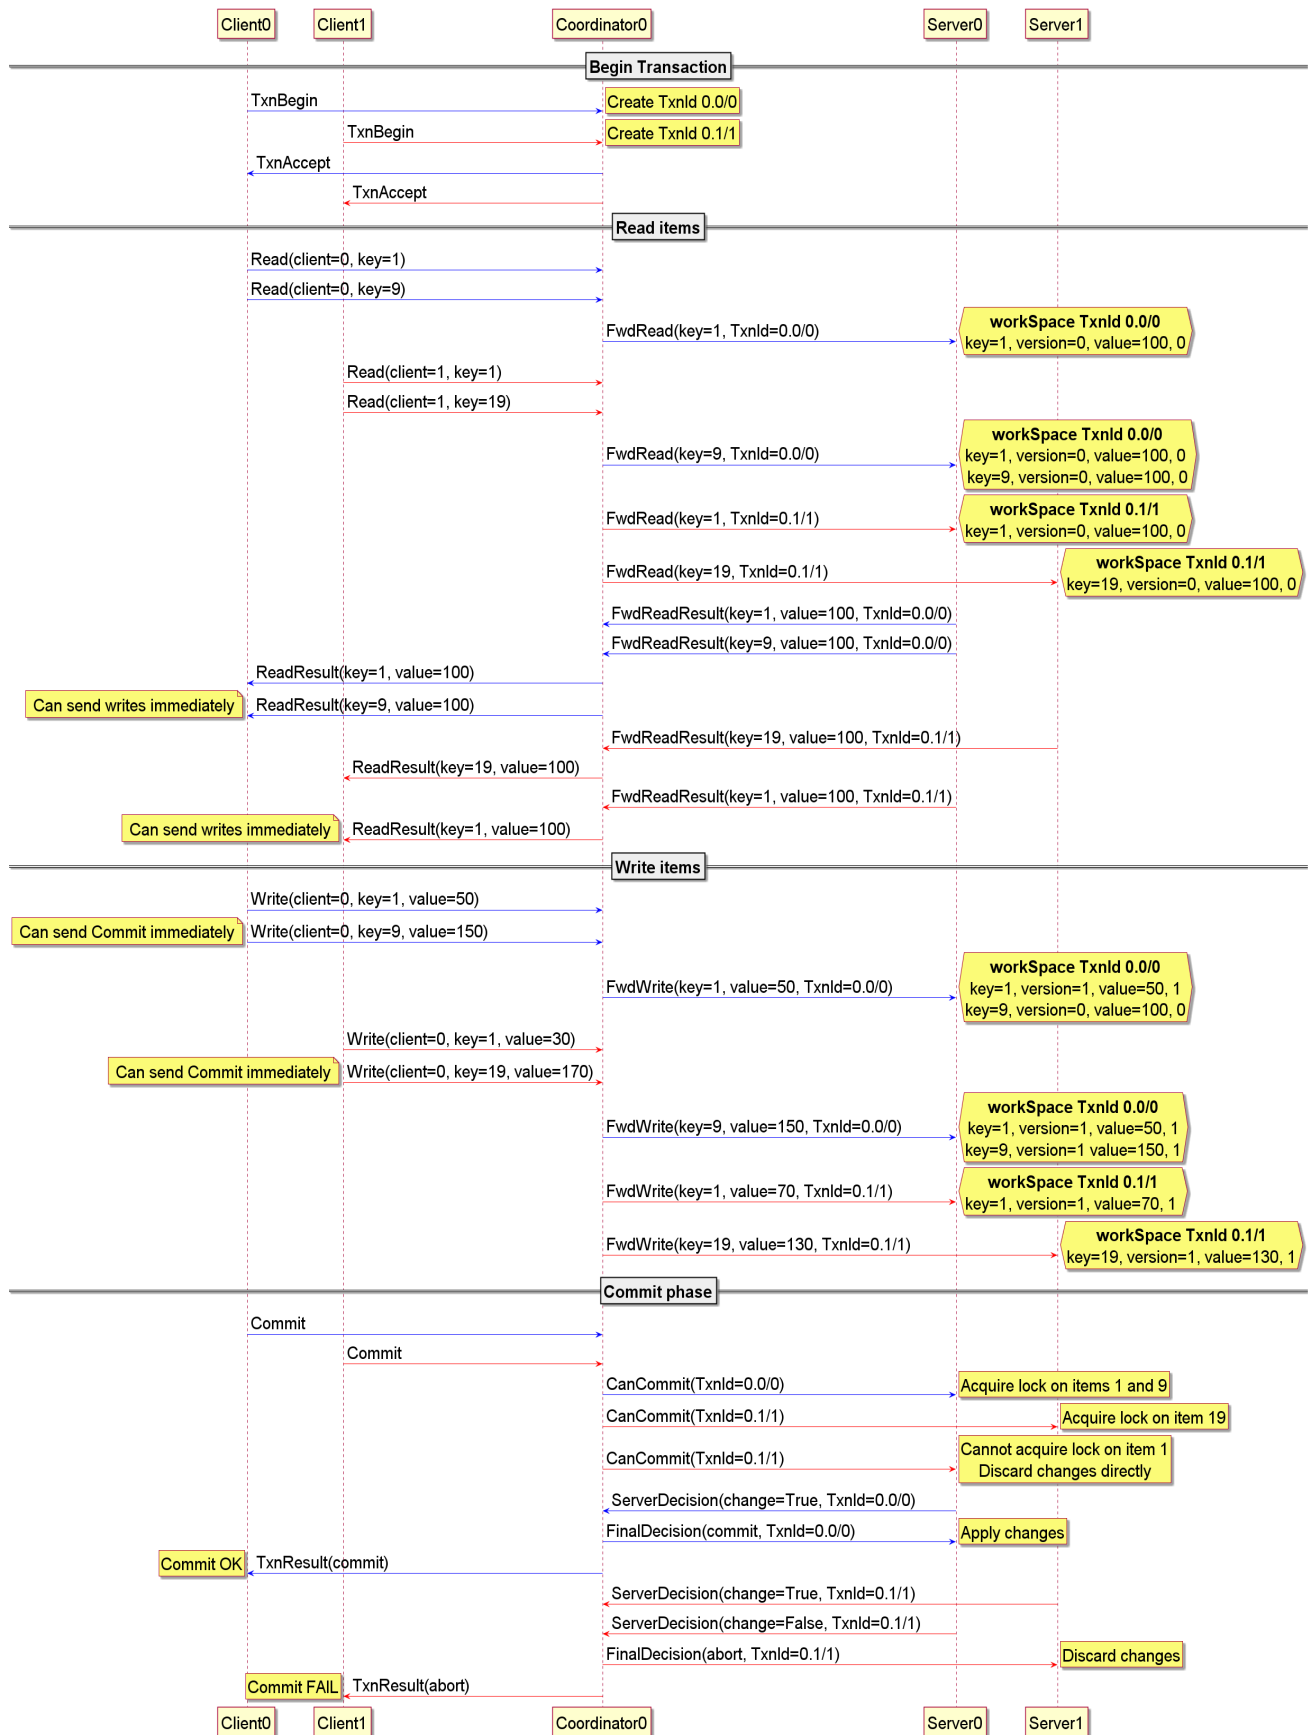 Client0 Client1 Coordinator0 Server0 Server1
Begin Transaction
TxnBegin Create TxnId 0.0/0
TxnBegin Create TxnId 0.1/1
TxnAccept
TxnAccept
Read items
Read(client=0, key=1)
Read(client=0, key=9)
FwdRead(key=1, TxnId=0.0/0)
workSpace TxnId 0.0/0
key=1, version=0, value=100, 0
Read(client=1, key=1)
Read(client=1, key=19)
FwdRead(key=9, TxnId=0.0/0)
workSpace TxnId 0.0/0
key=1, version=0, value=100, 0
key=9, version=0, value=100, 0
FwdRead(key=1, TxnId=0.1/1)
workSpace TxnId 0.1/1
key=1, version=0, value=100, 0
FwdRead(key=19, TxnId=0.1/1)
workSpace TxnId 0.1/1
key=19, version=0, value=100, 0
FwdReadResult(key=1, value=100, TxnId=0.0/0)
FwdReadResult(key=9, value=100, TxnId=0.0/0)
ReadResult(key=1, value=100)
Can send writes immediately ReadResult(key=9, value=100)
FwdReadResult(key=19, value=100, TxnId=0.1/1)
ReadResult(key=19, value=100)
FwdReadResult(key=1, value=100, TxnId=0.1/1)
Can send writes immediately ReadResult(key=1, value=100)
Write items
Write(client=0, key=1, value=50)
Can send Commit immediately Write(client=0, key=9, value=150)
FwdWrite(key=1, value=50, TxnId=0.0/0)
workSpace TxnId 0.0/0
key=1, version=1, value=50, 1
key=9, version=0, value=100, 0
Write(client=0, key=1, value=30)
Can send Commit immediately Write(client=0, key=19, value=170)
FwdWrite(key=9, value=150, TxnId=0.0/0)
workSpace TxnId 0.0/0
key=1, version=1, value=50, 1
key=9, version=1 value=150, 1
FwdWrite(key=1, value=70, TxnId=0.1/1)
workSpace TxnId 0.1/1
key=1, version=1, value=70, 1
FwdWrite(key=19, value=130, TxnId=0.1/1)
workSpace TxnId 0.1/1
key=19, version=1, value=130, 1
Commit phase
Commit
Commit
CanCommit(TxnId=0.0/0) Acquire lock on items 1 and 9
CanCommit(TxnId=0.1/1) Acquire lock on item 19
CanCommit(TxnId=0.1/1)
Cannot acquire lock on item 1
Discard changes directly
ServerDecision(change=True, TxnId=0.0/0)
FinalDecision(commit, TxnId=0.0/0) Apply changes
Commit OK TxnResult(commit)
ServerDecision(change=True, TxnId=0.1/1)
ServerDecision(change=False, TxnId=0.1/1)
FinalDecision(abort, TxnId=0.1/1) Discard changes
Commit FAIL TxnResult(abort)
Client0 Client1 Coordinator0 Server0 Server1